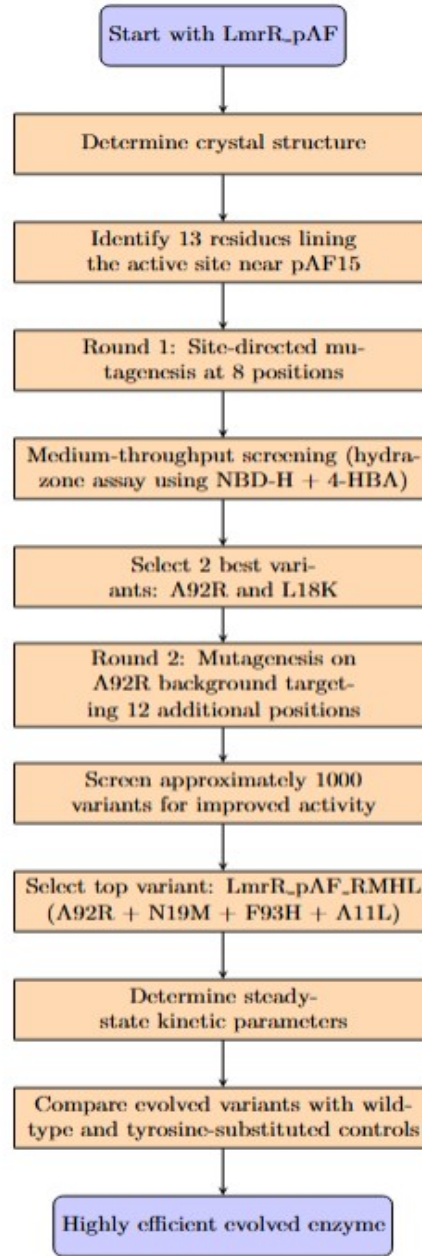 Start with LmrR_pAF
Determine crystal structure
Identify 13 residues lining
the active site near pAF15
Round 1: Site-directed mu-
tagenesis at 8 positions
Medium-throughput screening (hydra-
zone assay using NBD-H + 4-HBA)
Select 2 best vari-
ants: A92R and L18K
Round 2: Mutagenesis on
A92R background target-
ing 12 additional positions
Screen approximately 1000
variants for improved activity
Select top variant: LmrR_pAF_RMHL
(A92R + N19M + F93H + A11L)
Determine steady-
state kinetic parameters
Compare evolved variants with wild-
type and tyrosine-substituted controls
Highly efficient evolved enzyme